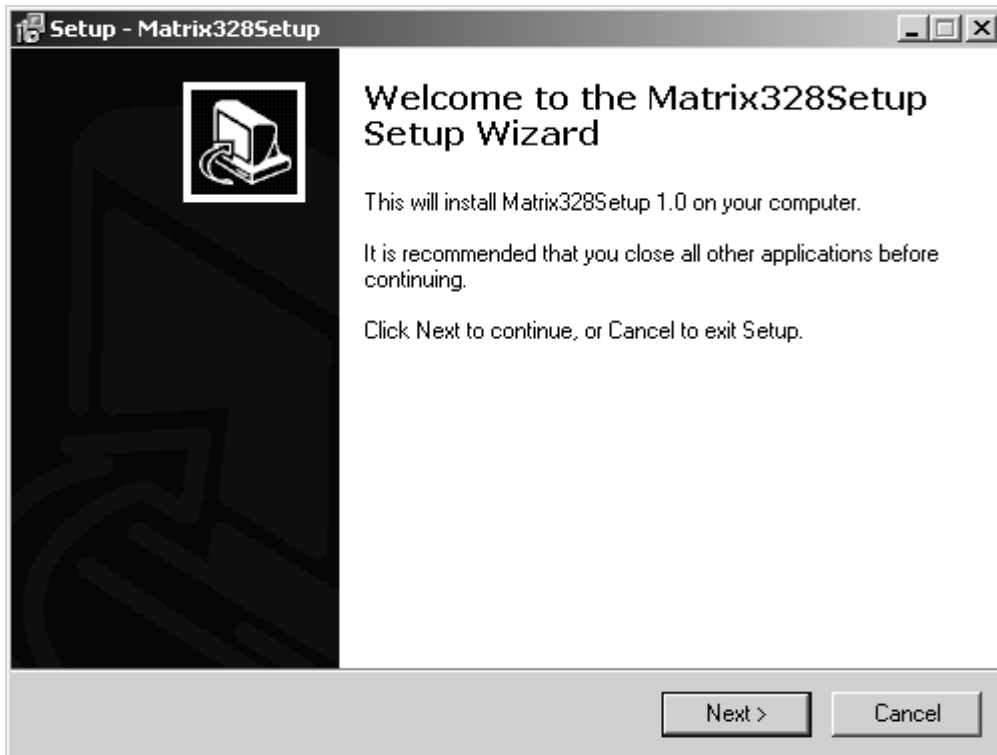 Setup - Matrix328Setup
Welcome to the Matrix328Setup
Setup Wizard
This will install Matrix328Setup 1.0 on your computer.
It is recommended that you close all other applications before
continuing.
Click Next to continue, or Cancel to exit Setup.
Next >
Cancel